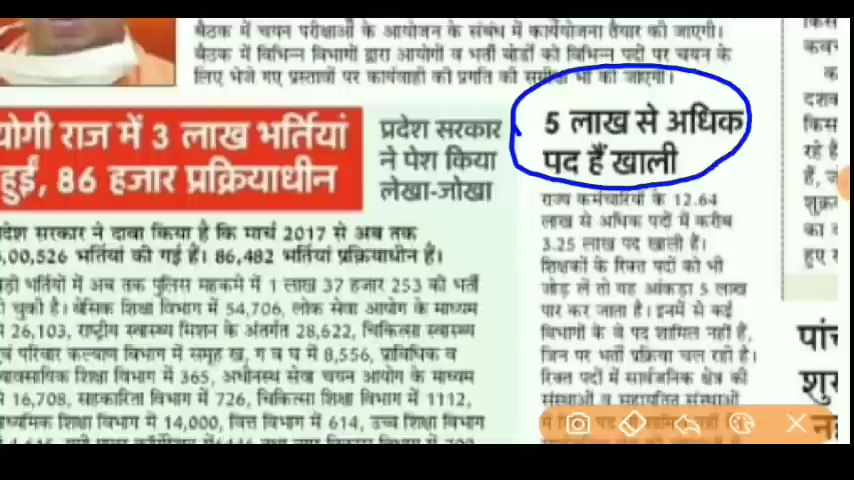 बैठक में चयन परीक्षाओं के आयोजन के संबंध में कार्ययोजना तैयार की जाएगी।
बैठक में विभिन्न विभागों द्वारा आयोगों व भर्ती बोर्डों को विभिन्न पदों पर चयन के
लिए भेजे गए प्रस्तावों पर कार्यवाही की प्रगति की समीक्षा भी की जाएगी।
योगी राज में 3 लाख भर्तियां
हुईं, 86 हजार प्रक्रियाधीन
प्रदेश सरकार
ने पेश किया
लेखा-जोखा
देश सरकार ने दावा किया है कि मार्च 2017 से अब तक
,00,526 भर्तियां की गई हैं। 86,482 भर्तियां प्रक्रियाधीन हैं।
ड़ी भर्तियों में अब तक पुलिस महकमे में 1 लाख 37 हजार 253 की भर्ती
चुकी है। बेसिक शिक्षा विभाग में 54,706, लोक सेवा आयोग के माध्यम
26,103, राष्ट्रीय स्वास्थ्य मिशन के अंतर्गत 28,622, चिकित्सा स्वास्थ्य
वं परिवार कल्याण विभाग में समूह ख, ग व घ में 8,556, प्राविधिक व
यावसायिक शिक्षा विभाग में 365, अधीनस्थ सेवा चयन आयोग के माध्यम
16,708, सहकारिता विभाग में 726, चिकित्सा शिक्षा विभाग में 1112,
ाध्यमिक शिक्षा विभाग में 14,000, वित्त विभाग में 614, उच्च शिक्षा विभाग
5 लाख से अधिक
पद हैं खाली
राज्य कर्मचारियों के 12.64
लाख से अधिक पदों में करीब
3.25 लाख पद खाली हैं।
शिक्षकों के रिक्त पदों को भी
जोड़ लें तो यह आंकड़ा 5 लाख
पार कर जाता है। इनमें से कई
विभागों के वे पद शामिल नहीं हैं,
जिन पर भर्ती प्रक्रिया चल रही है।
रिक्त पदों में सार्वजनिक क्षेत्र की
संस्थाओं व सहायतित संस्थाओं
किस
दशक
किस
रहे हैं
का
हुए
पां
शुरू